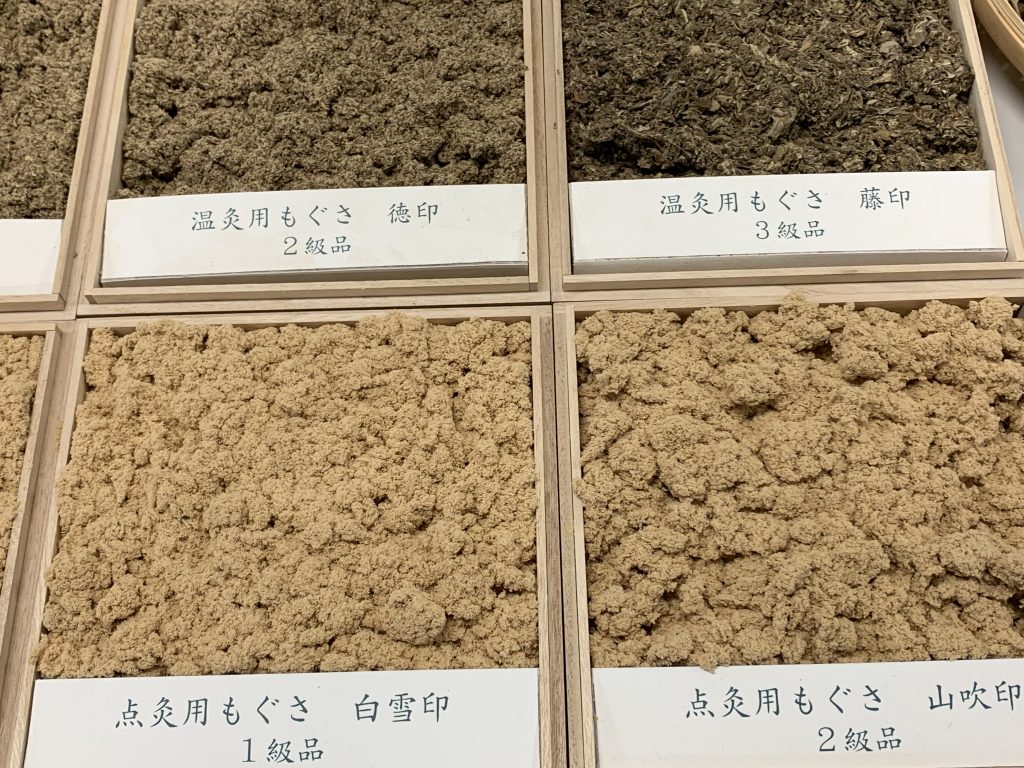 温灸用もぐさ　徳印
2級品
温灸用もぐさ　藤印
3級品
点灸用もぐさ　白雪印
1級品
点灸用もぐさ　山吹印
2級品